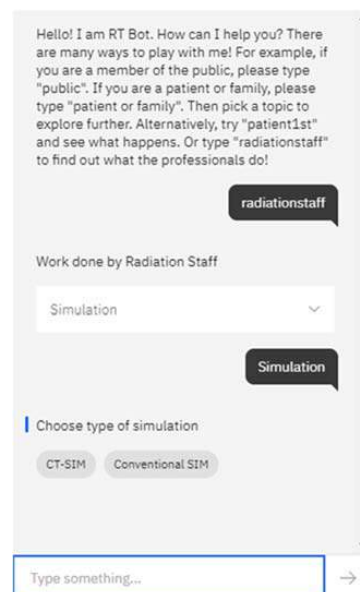 Hello! I am RT Bot. How can I help you? There
are many ways to play with me! For example, if
you are a member of the public, please type
"public". If you are a patient or family, please
type "patient or family". Then pick a topic to
explore further. Alternatively, try "patient1st"
and see what happens. Or type "radiationstaff"
to find out what the professionals do!
radiationstaff
Work done by Radiation Staff
Simulation
Simulation
Choose type of simulation
CT-SIM Conventional SIM
Type something...